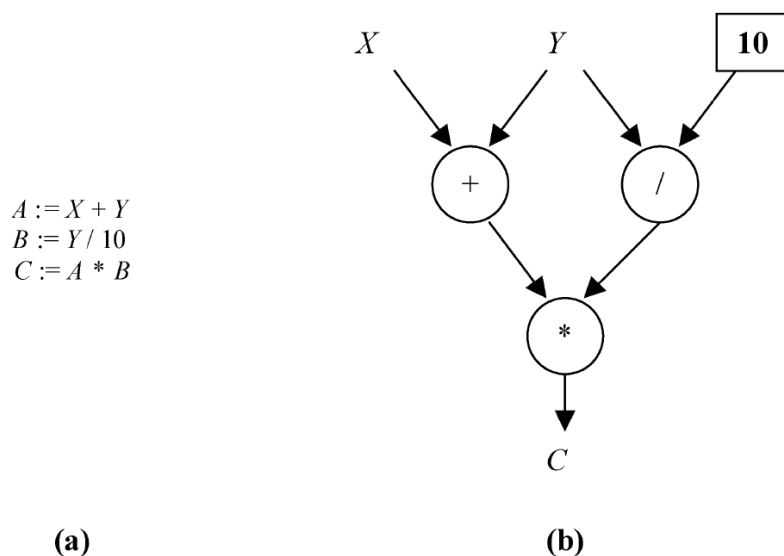 X Y 10
+ /
A := X + Y
B := Y / 10
C := A * B
*
C
(a) (b)